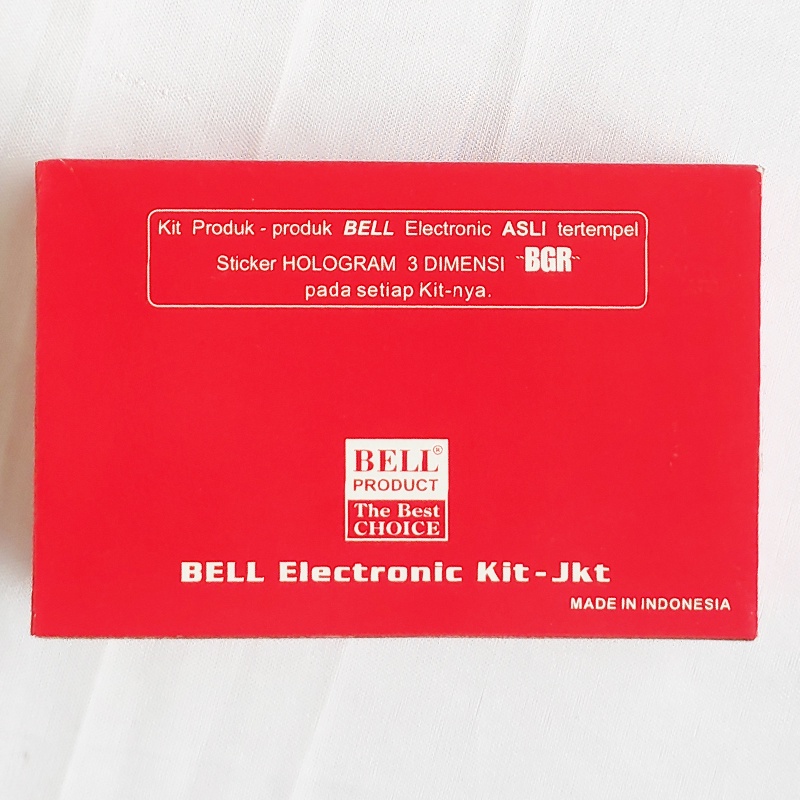 Kit Produk - produk BELL Electronic ASLI tertempel
Sticker HOLOGRAM 3 DIMENSI "BGR"
pada setiap Kit-nya.
BELL®
PRODUCT
The Best
CHOICE
BELL Electronic Kit-Jkt
MADE IN INDONESIA